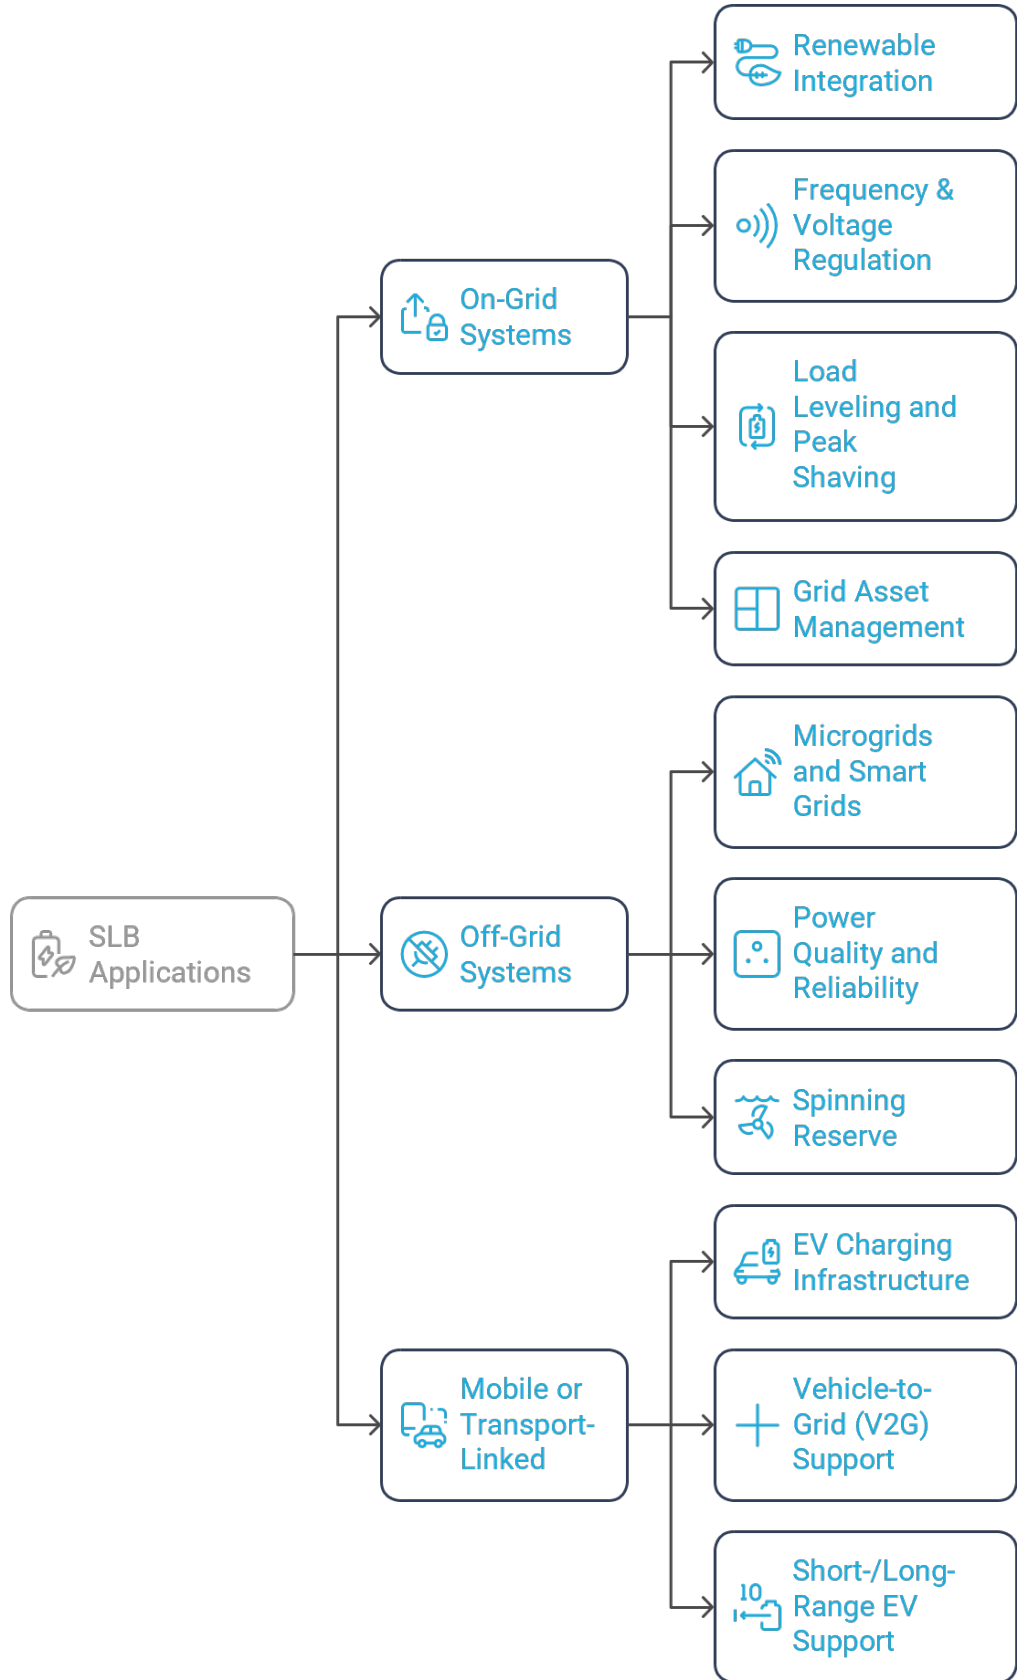 Renewable
Integration
Frequency &
Voltage
Regulation
On-Grid
Systems
Load
Leveling and
Peak
Shaving
Grid Asset
Management
Microgrids
and Smart
Grids
SLB
Applications
Off-Grid
Systems
Power
Quality and
Reliability
Spinning
Reserve
EV Charging
Infrastructure
Mobile or
Transport-
Linked
Vehicle-to-
Grid (V2G)
Support
10
Short-/Long-
Range EV
Support